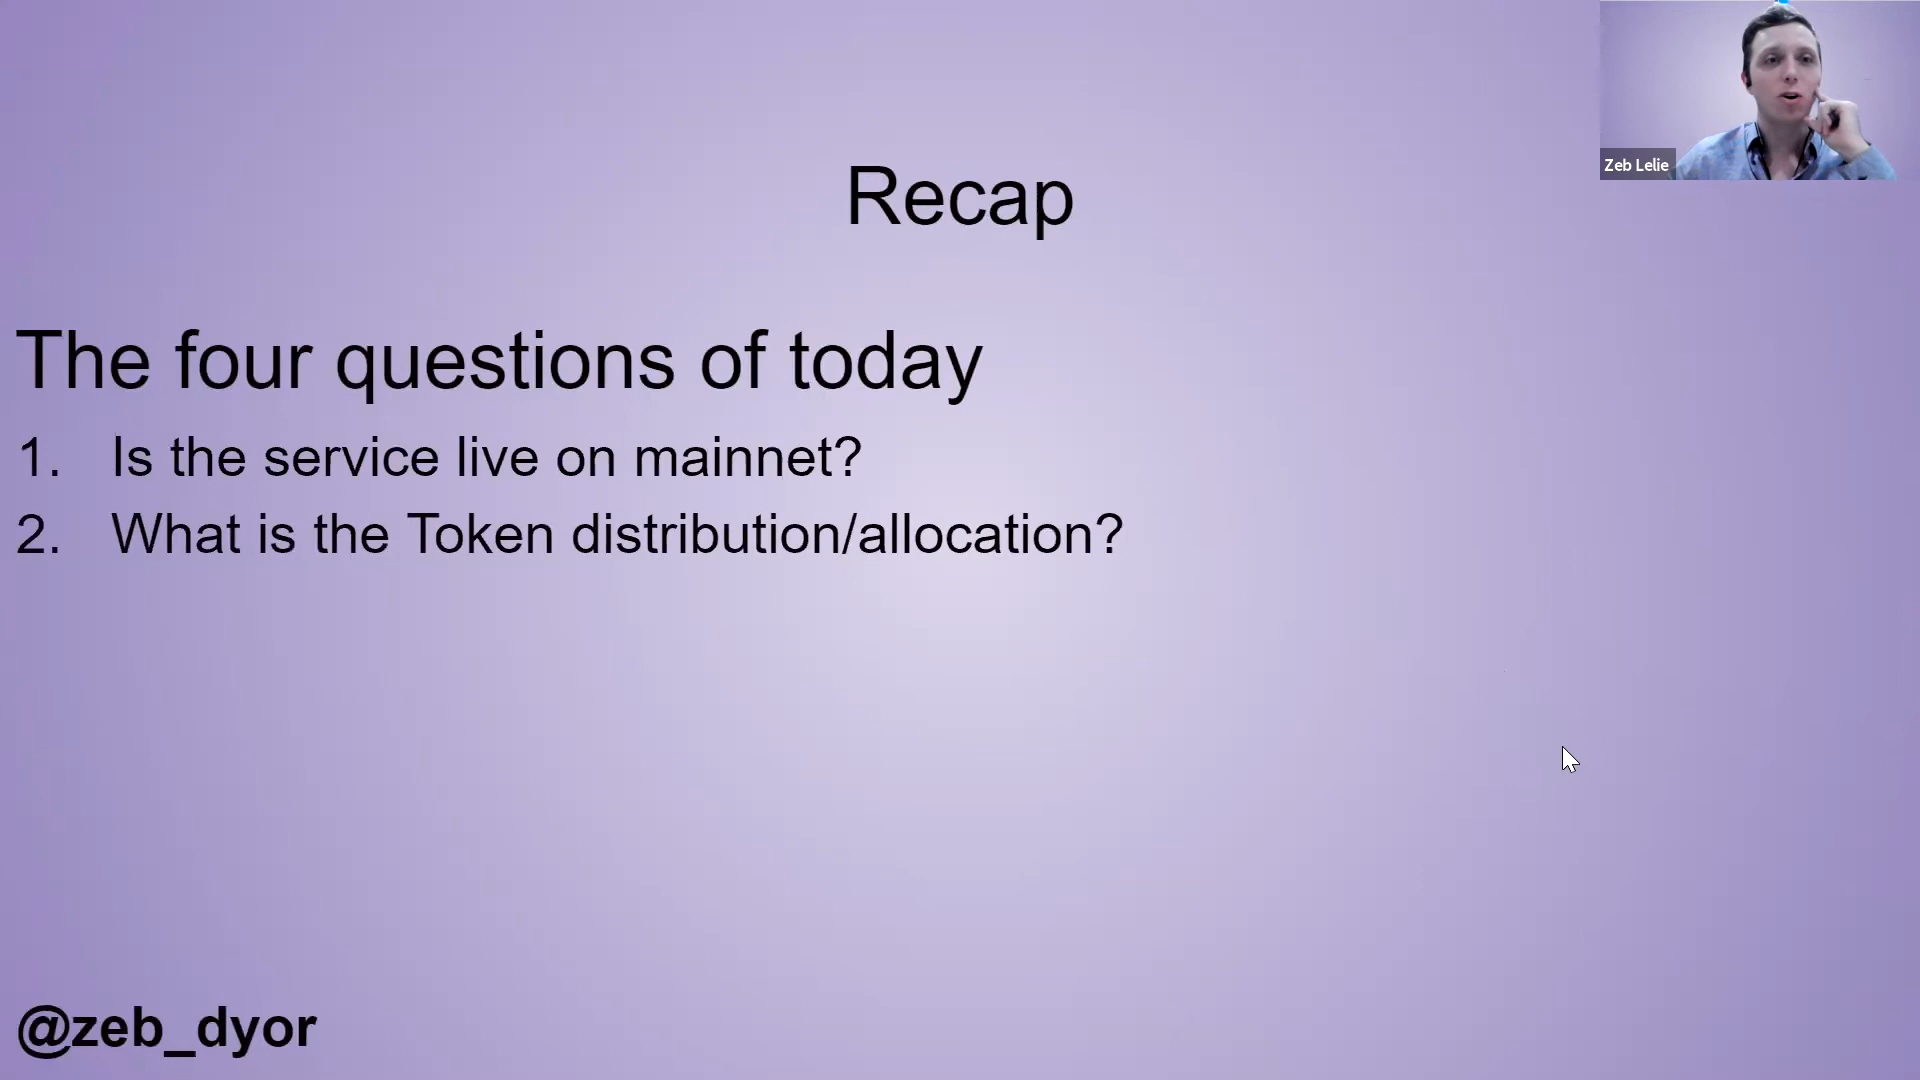 Zeb Lelie
Recap
The four questions of today
1. Is the service live on mainnet?
2. What is the Token distribution/allocation?
@zeb_dyor